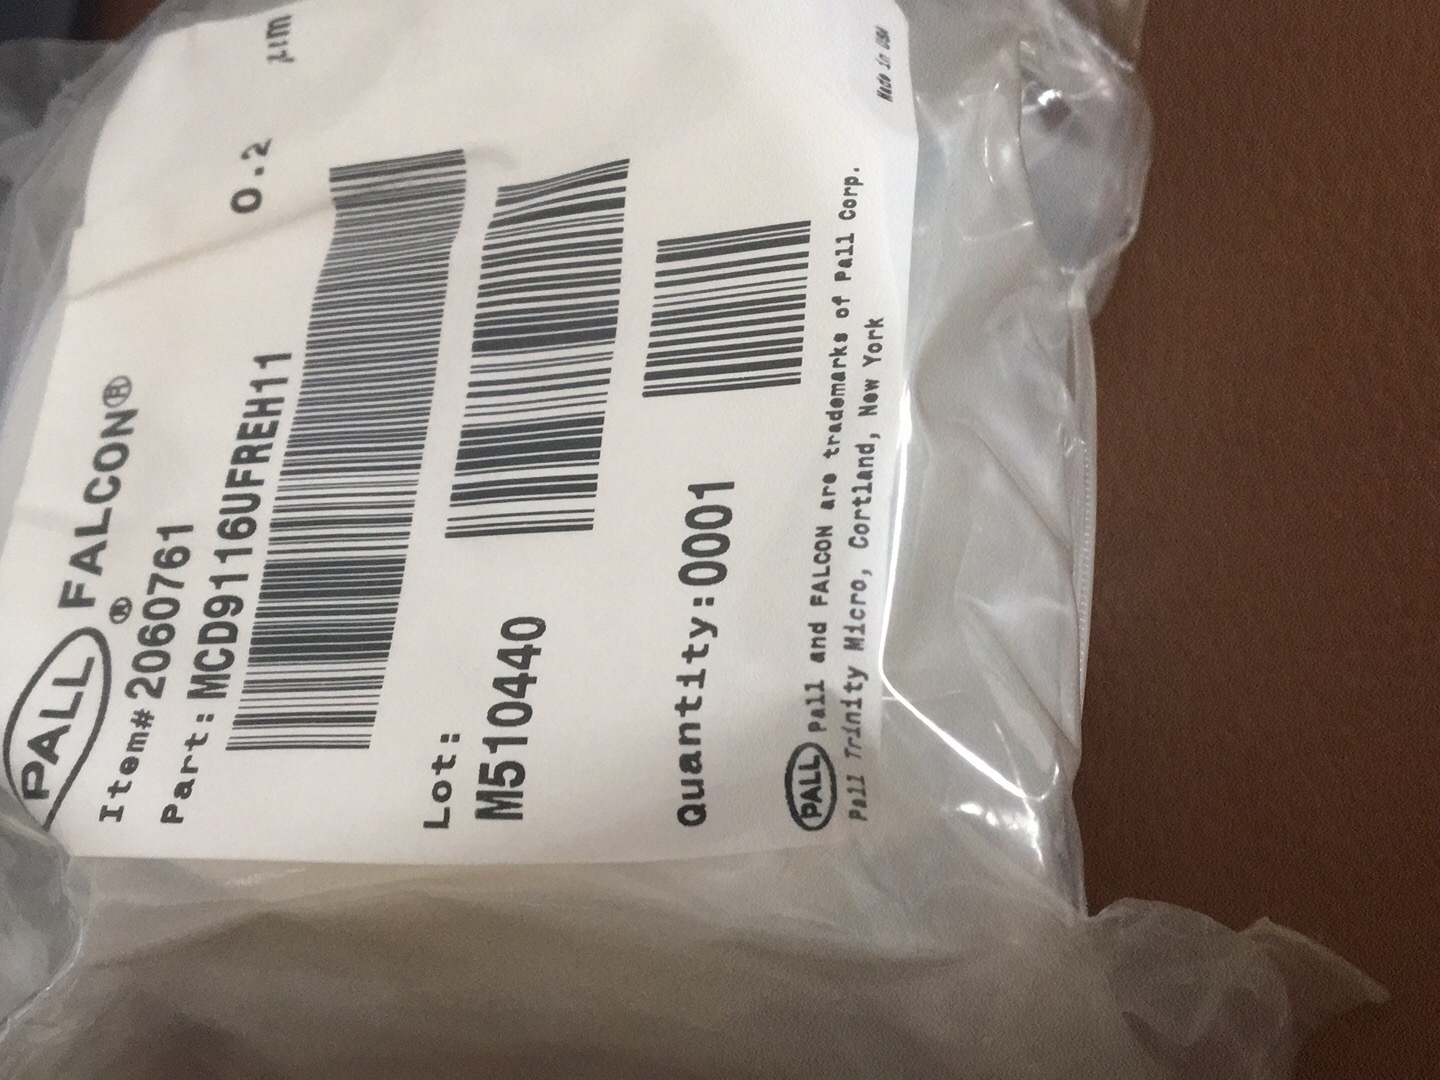 PALL® FALCON®
Item# 2060761
Part: MCD9116UFREH11 0.2 µm
Lot:
M510440
Quantity:0001
PALL Pall and FALCON are trademarks of Pall Corp.
Pall Trinity Micro, Cortland, New York
Made in USA